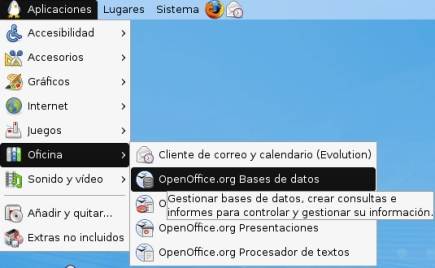 Aplicaciones Lugares Sistema
Accesibilidad
Accesorios
Gráficos
Internet
Juegos
Oficina
Sonido y vídeo
Añadir y quitar...
Extras no incluidos
Cliente de correo y calendario (Evolution)
OpenOffice.org Bases de datos
O
Gestionar bases de datos, crear consultas e
informes para controlar y gestionar su información.
OpenOffice.org Presentaciones
OpenOffice.org Procesador de textos